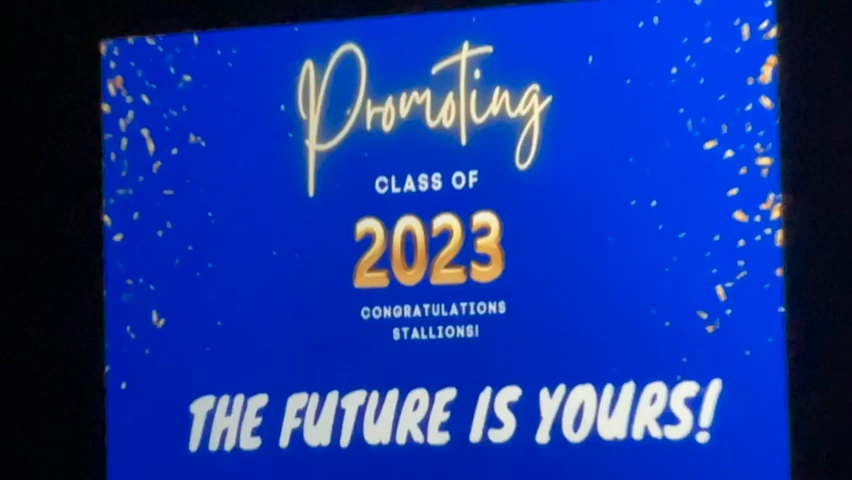 Promoting
CLASS OF
2023
CONGRATULATIONS
STALLIONS!
THE FUTURE IS YOURS!